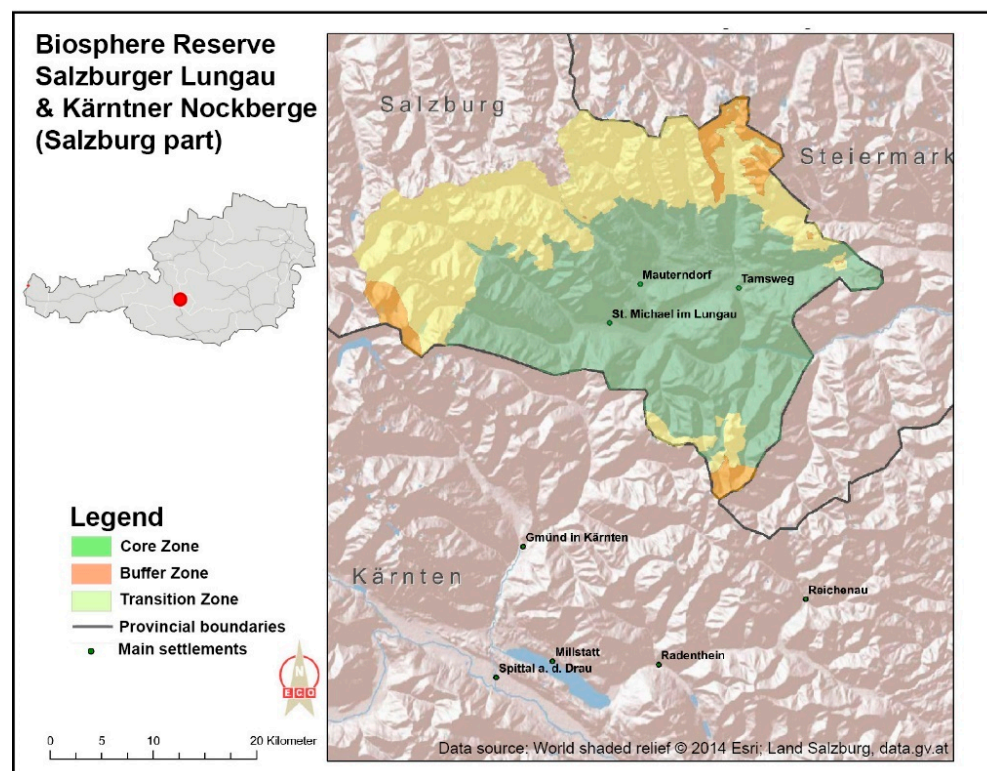 Biosphere Reserve
Salzburger Lungau
& Kärntner Nockberge
(Salzburg part)
Salzburg
Steiermark
Mauterndorf
Tamsweg
St. Michael im Lungau
Legend
Core Zone
Buffer Zone
Transition Zone
Provincial boundaries
Main settlements
Gmünd in Kärnten
Kärnten
Reichenau
Millstatt
Radenthein
Spittal a. d. Drau
N
ECO
0 5 10 20 Kilometer
Data source: World shaded relief © 2014 Esri; Land Salzburg, data.gv.at